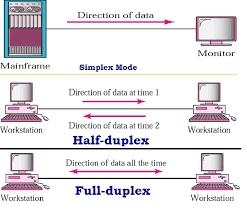 Direction of data
Mainframe
Simplex Mode
Monitor
Direction of data at time 1
Direction of data at time 2
Workstation
Half-duplex
Workstation
Direction of data all the time
Workstation
Full-duplex
Workstation